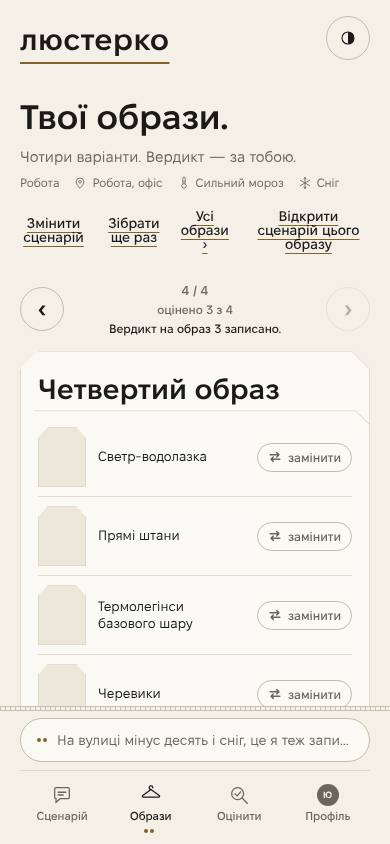 люстерко
Твої образи.
Чотири варіанти. Вердикт — за тобою.
Робота Робота, офіс Сильний мороз Сніг
Змінити сценарій
Зібрати ще раз
Усі образи ›
Відкрити сценарій цього образу
4 / 4
оцінено 3 з 4
Вердикт на образ 3 записано.
Четвертий образ
Светр-водолазка замінити
Прямі штани замінити
Термолегінси базового шару замінити
Черевики замінити
На вулиці мінус десять і сніг, це я теж запи...
Сценарій Образи Оцінити Ю Профіль